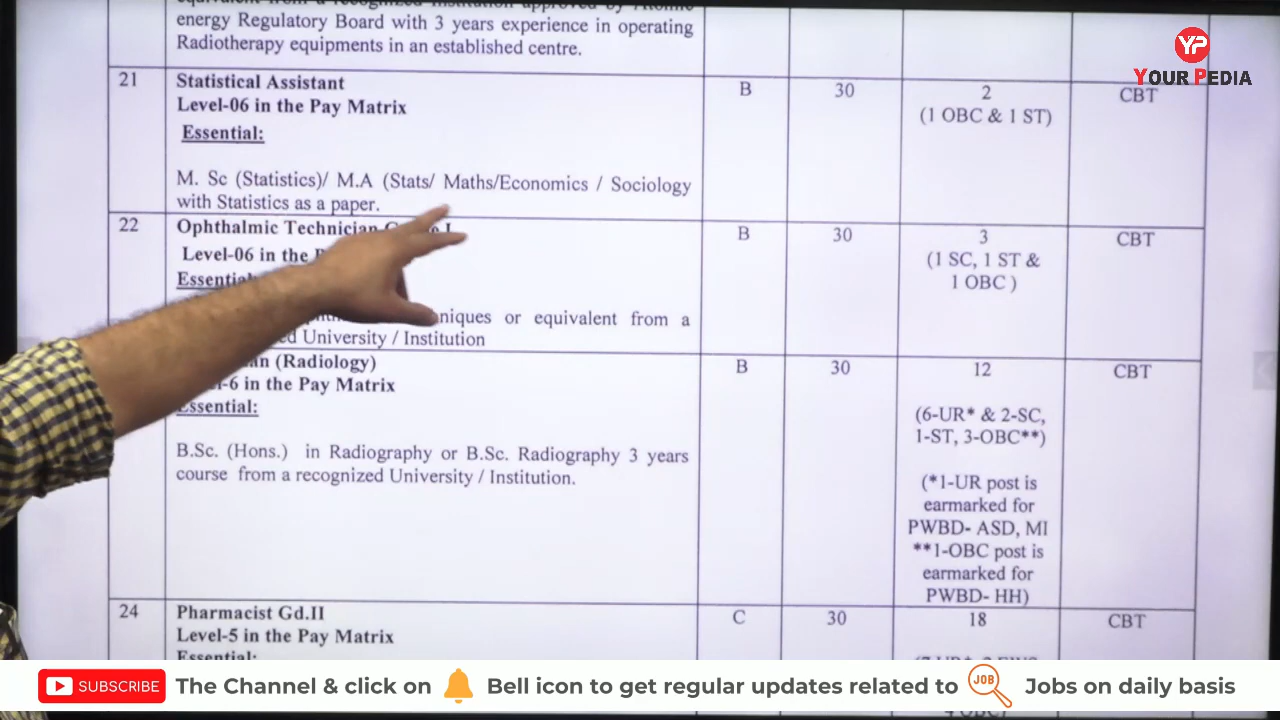 energy Regulatory Board with 3 years experience in operating
Radiotherapy equipments in an established centre.
YP
YOUR PEDIA
21
Statistical Assistant
Level-06 in the Pay Matrix
Essential:
M. Sc (Statistics)/ M.A (Stats/ Maths/Economics / Sociology
with Statistics as a paper.
B
30
2
(1 OBC & 1 ST)
CBT
22
Ophthalmic Technician
Level-06 in the
Essential:
or equivalent from a
University / Institution
B
30
3
(1 SC, 1 ST &
1 OBC )
CBT
(Radiology)
in the Pay Matrix
Essential:
B.Sc. (Hons.) in Radiography or B.Sc. Radiography 3 years
course from a recognized University / Institution.
B
30
12
(6-UR* & 2-SC,
1-ST, 3-OBC**)
(*1-UR post is
earmarked for
PWBD- ASD, MI
**1-OBC post is
earmarked for
PWBD- HH)
CBT
24
Pharmacist Gd.II
Level-5 in the Pay Matrix
Essential:
C
30
18
CBT
SUBSCRIBE The Channel & click on Bell icon to get regular updates related to JOB Jobs on daily basis